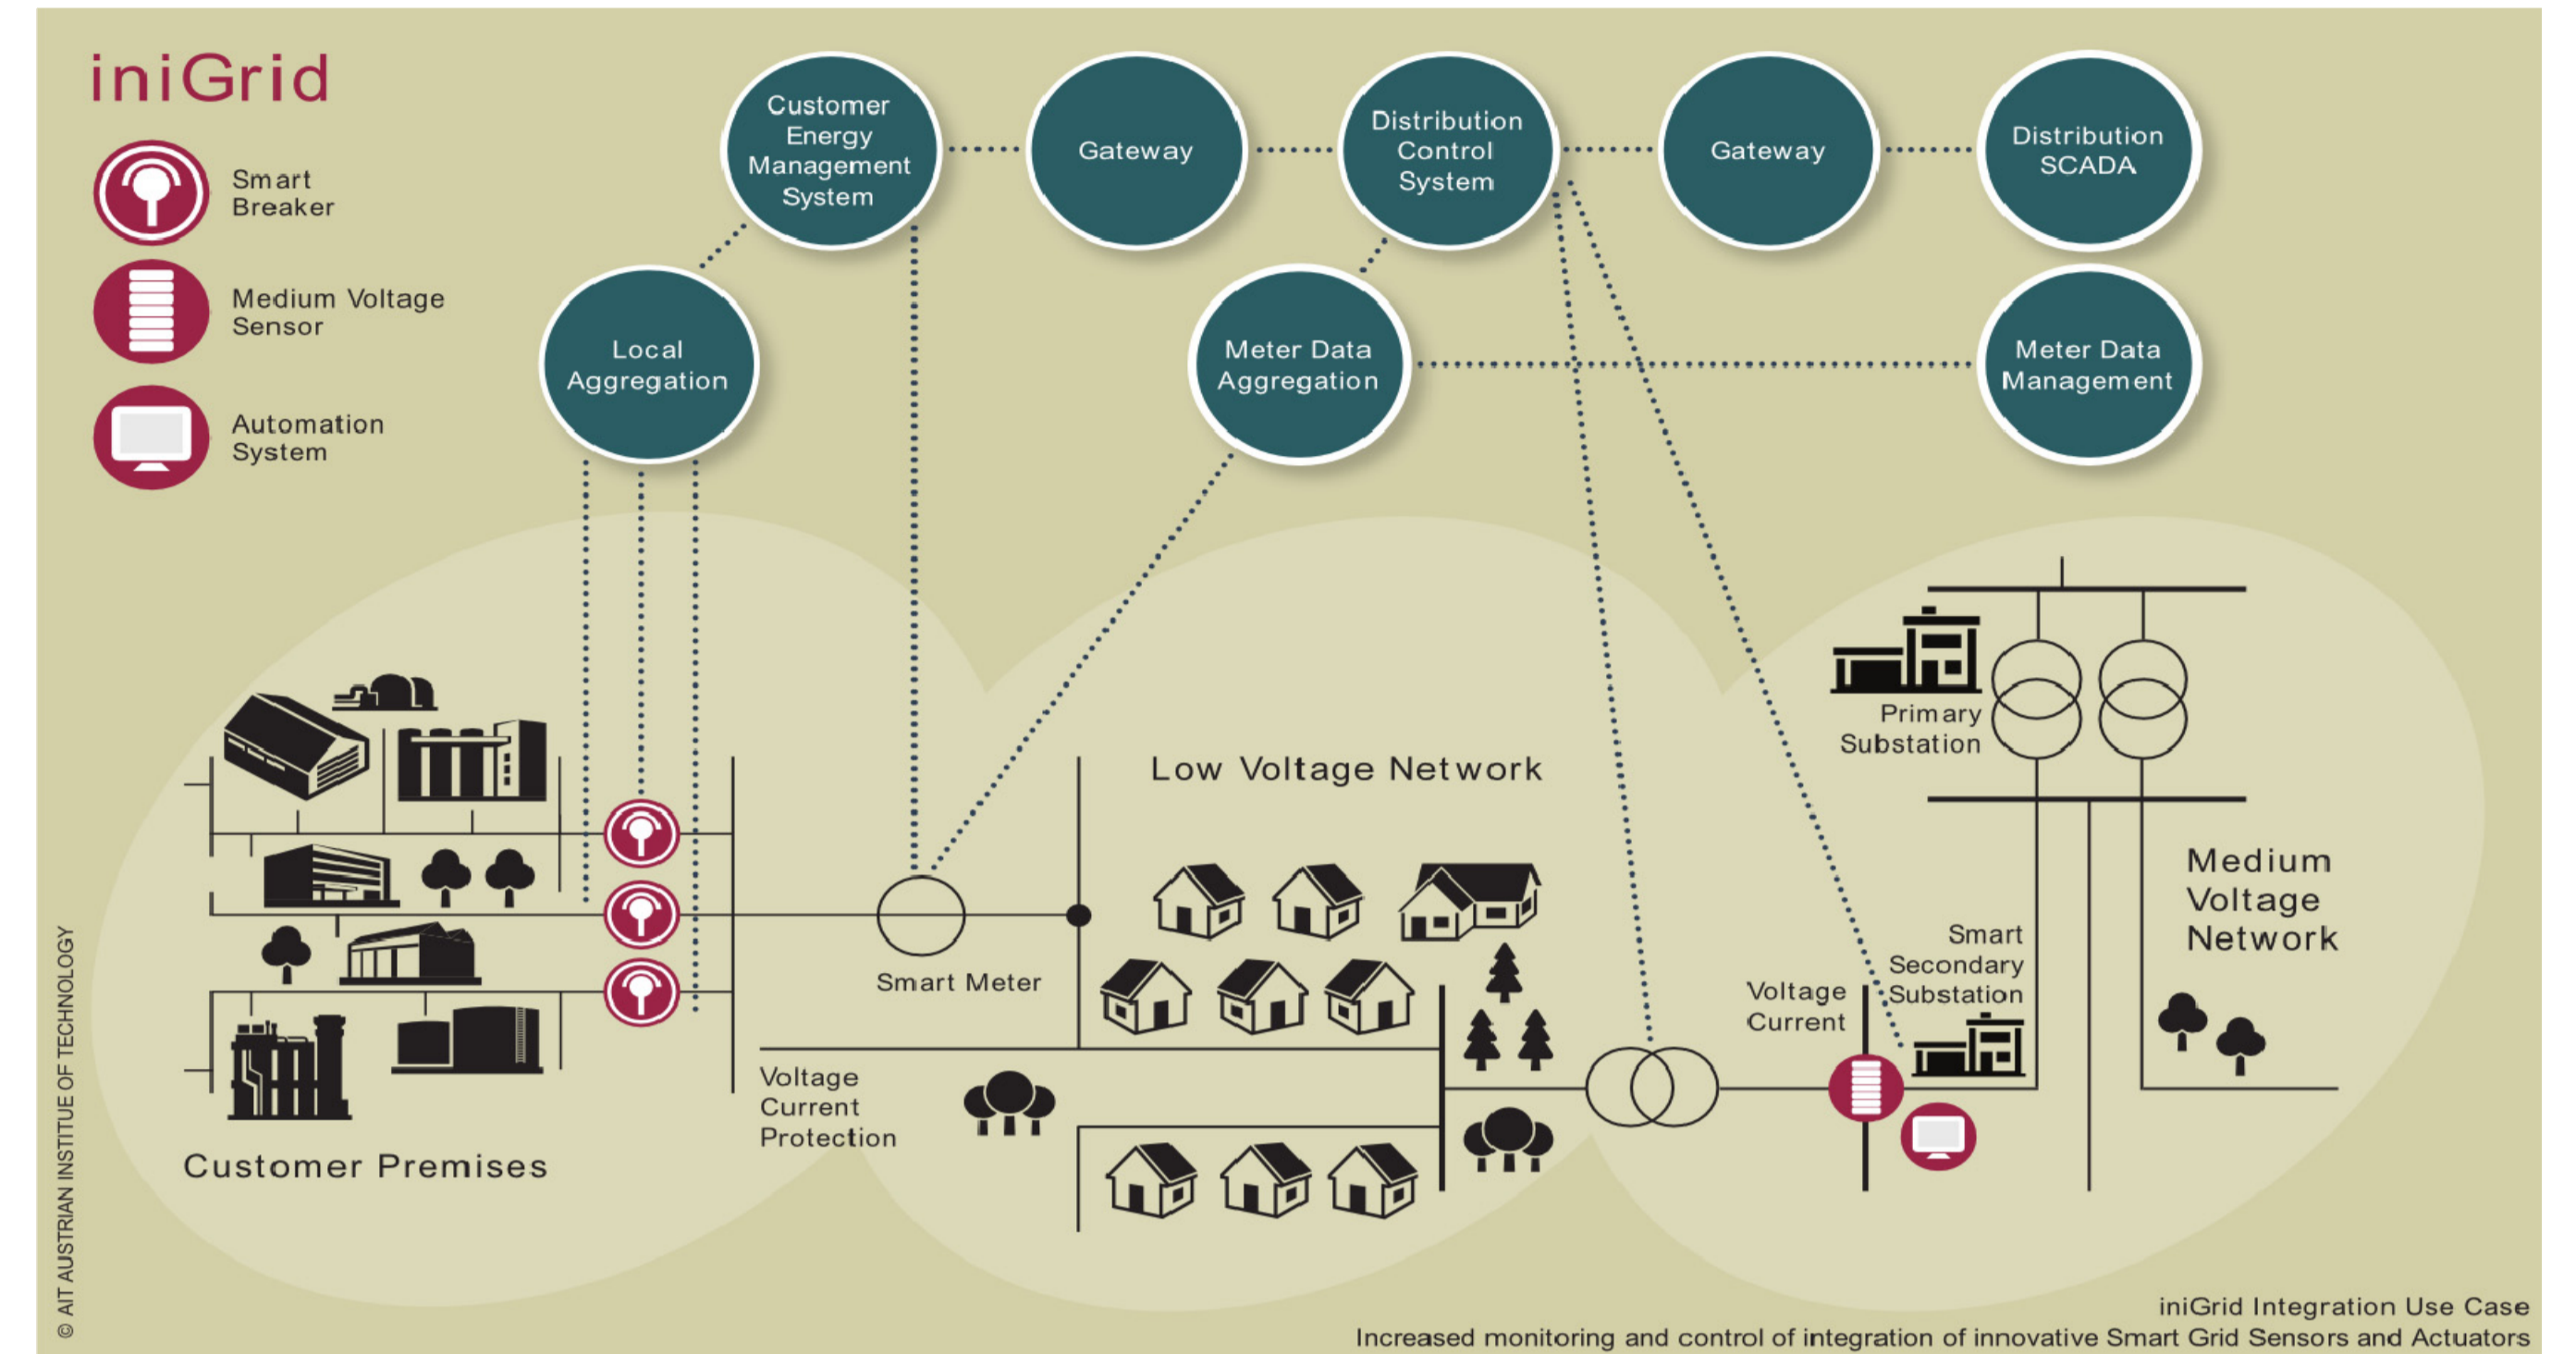 iniGrid
Smart
Breaker
Medium Voltage
Sensor
Automation
System
Customer
Energy
Management
System
Gateway
Distribution
Control
System
Gateway
Distribution
SCADA
Local
Aggregation
Meter Data
Aggregation
Meter Data
Management
Primary
Substation
Low Voltage Network
Medium
Voltage
Network
Smart
Secondary
Substation
Voltage
Current
Smart Meter
Voltage
Current
Protection
Customer Premises
© AIT AUSTRIAN INSTITUE OF TECHNOLOGY
iniGrid Integration Use Case
Increased monitoring and control of integration of innovative Smart Grid Sensors and Actuators